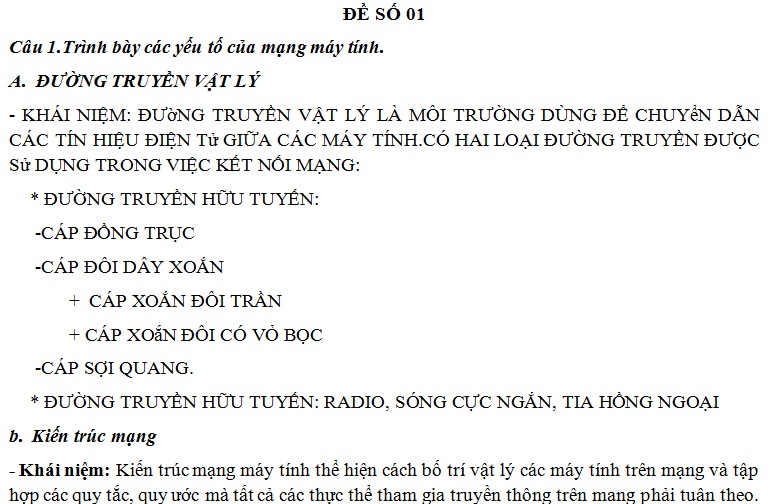 ĐỀ SỐ 01
Câu 1.Trình bày các yếu tố của mạng máy tính.
A. ĐƯỜNG TRUYỀN VẬT LÝ
- KHÁI NIỆM: ĐƯờNG TRUYỀN VẬT LÝ LÀ MÔI TRƯỜNG DÙNG ĐỂ CHUYểN DẪN
CÁC TÍN HIỆU ĐIỆN Tử GIỮA CÁC MÁY TÍNH.CÓ HAI LOẠI ĐƯỜNG TRUYỀN ĐƯỢC
Sử DỤNG TRONG VIỆC KẾT NỐI MẠNG:
* ĐƯỜNG TRUYỀN HỮU TUYẾN:
-CÁP ĐỒNG TRỤC
-CÁP ĐÔI DÂY XOẮN
+ CÁP XOẮN ĐÔI TRẦN
+ CÁP XOắN ĐÔI CÓ VỎ BỌC
-CÁP SỢI QUANG.
* ĐƯỜNG TRUYỀN HỮU TUYẾN: RADIO, SÓNG CỰC NGẮN, TIA HỒNG NGOẠI
b. Kiến trúc mạng
- Khái niệm: Kiến trúc mạng máy tính thể hiện cách bố trí vật lý các máy tính trên mạng và tập
hợp các quy tắc, quy ước mà tất cả các thực thể tham gia truyền thông trên mang phải tuân theo.